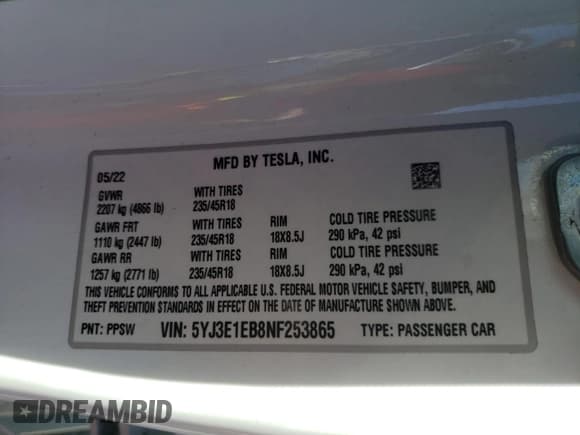 MFD BY TESLA, INC.
05/22
GVWR WITH TIRES
2207 kg (4866 lb) 235/45R18
GAWR FRT WITH TIRES RIM COLD TIRE PRESSURE
1110 kg (2447 lb) 235/45R18 18X8.5J 290 kPa, 42 psi
GAWR RR WITH TIRES RIM COLD TIRE PRESSURE
1257 kg (2771 lb) 235/45R18 18X8.5J 290 kPa, 42 psi
THIS VEHICLE CONFORMS TO ALL APPLICABLE U.S. FEDERAL MOTOR VEHICLE SAFETY, BUMPER, AND
THEFT PREVENTION STANDARDS IN EFFECT ON THE DATE OF MANUFACTURE SHOWN ABOVE.
PNT: PPSW VIN: 5YJ3E1EB8NF253865 TYPE: PASSENGER CAR
DREAMBID